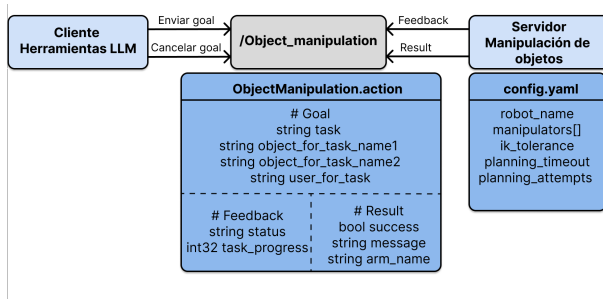 Cliente
Herramientas LLM
Enviar goal
Cancelar goal
/Object_manipulation
Feedback
Result
Servidor
Manipulación de
objetos
ObjectManipulation.action
# Goal
string task
string object_for_task_name1
string object_for_task_name2
string user_for_task
# Feedback
string status
int32 task_progress
# Result
bool success
string message
string arm_name
config.yaml
robot_name
manipulators[]
ik_tolerance
planning_timeout
planning_attempts